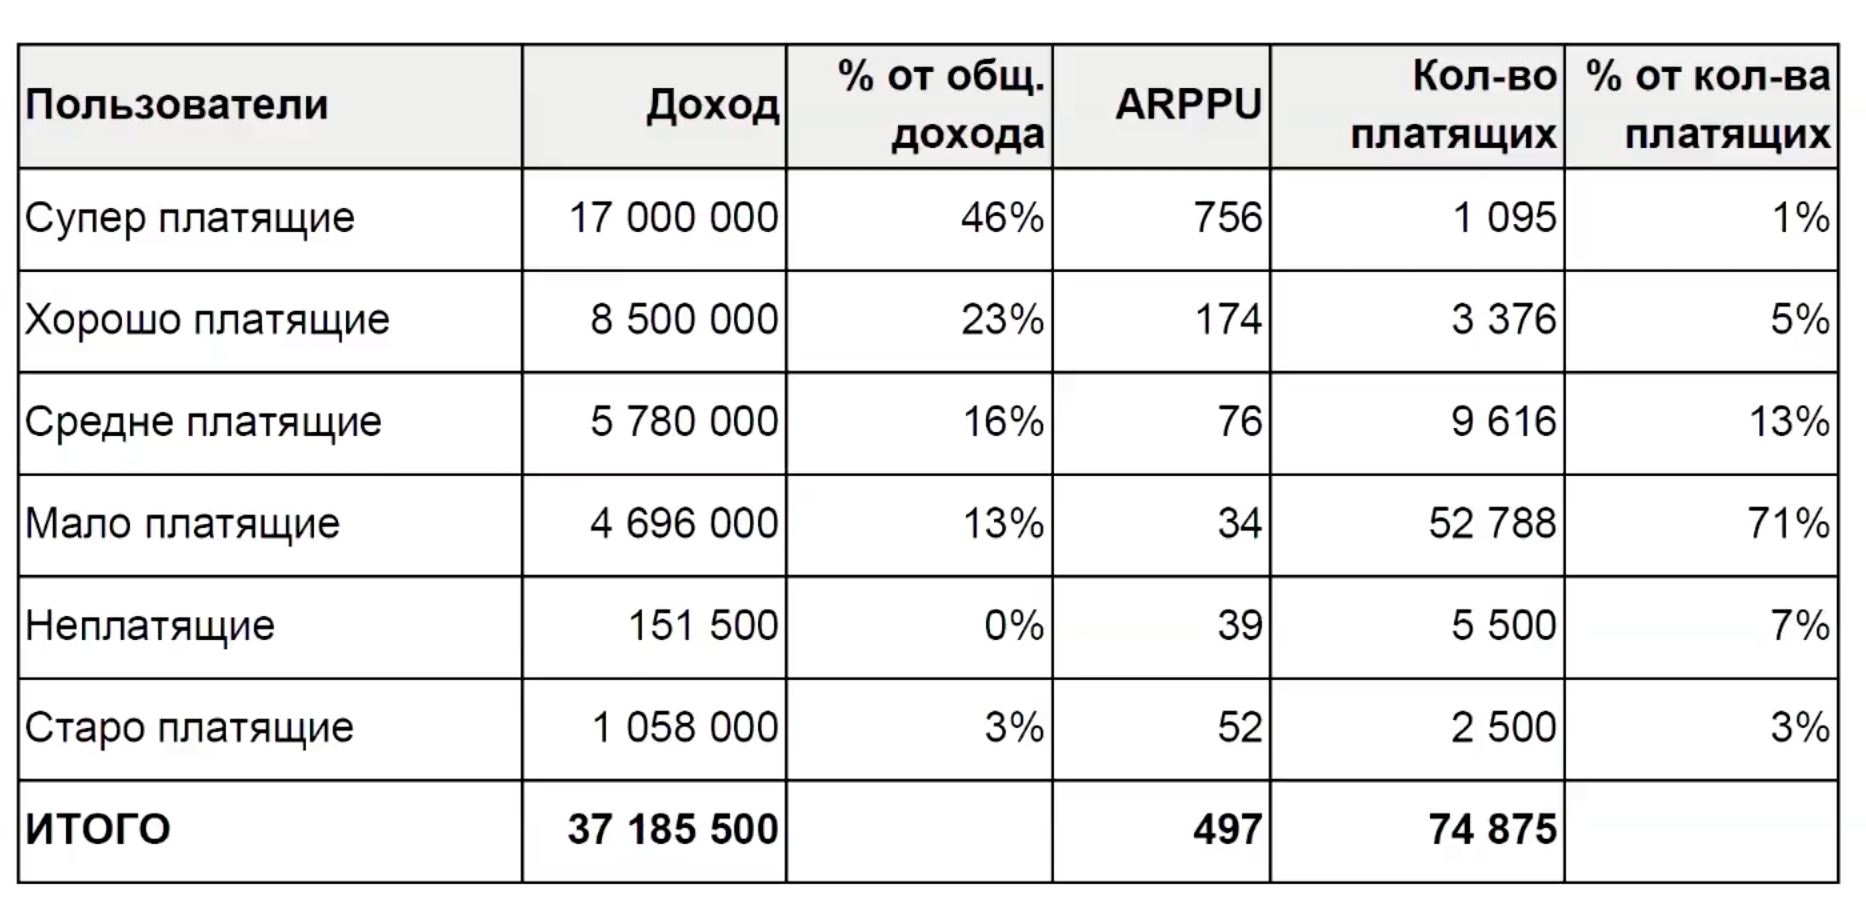 Пользователи Доход % от общ. дохода ARPPU Кол-во платящих % от кол-ва платящих
Супер платящие 17 000 000 46% 756 1 095 1%
Хорошо платящие 8 500 000 23% 174 3 376 5%
Средне платящие 5 780 000 16% 76 9 616 13%
Мало платящие 4 696 000 13% 34 52 788 71%
Неплатящие 151 500 0% 39 5 500 7%
Старо платящие 1 058 000 3% 52 2 500 3%
ИТОГО 37 185 500 497 74 875